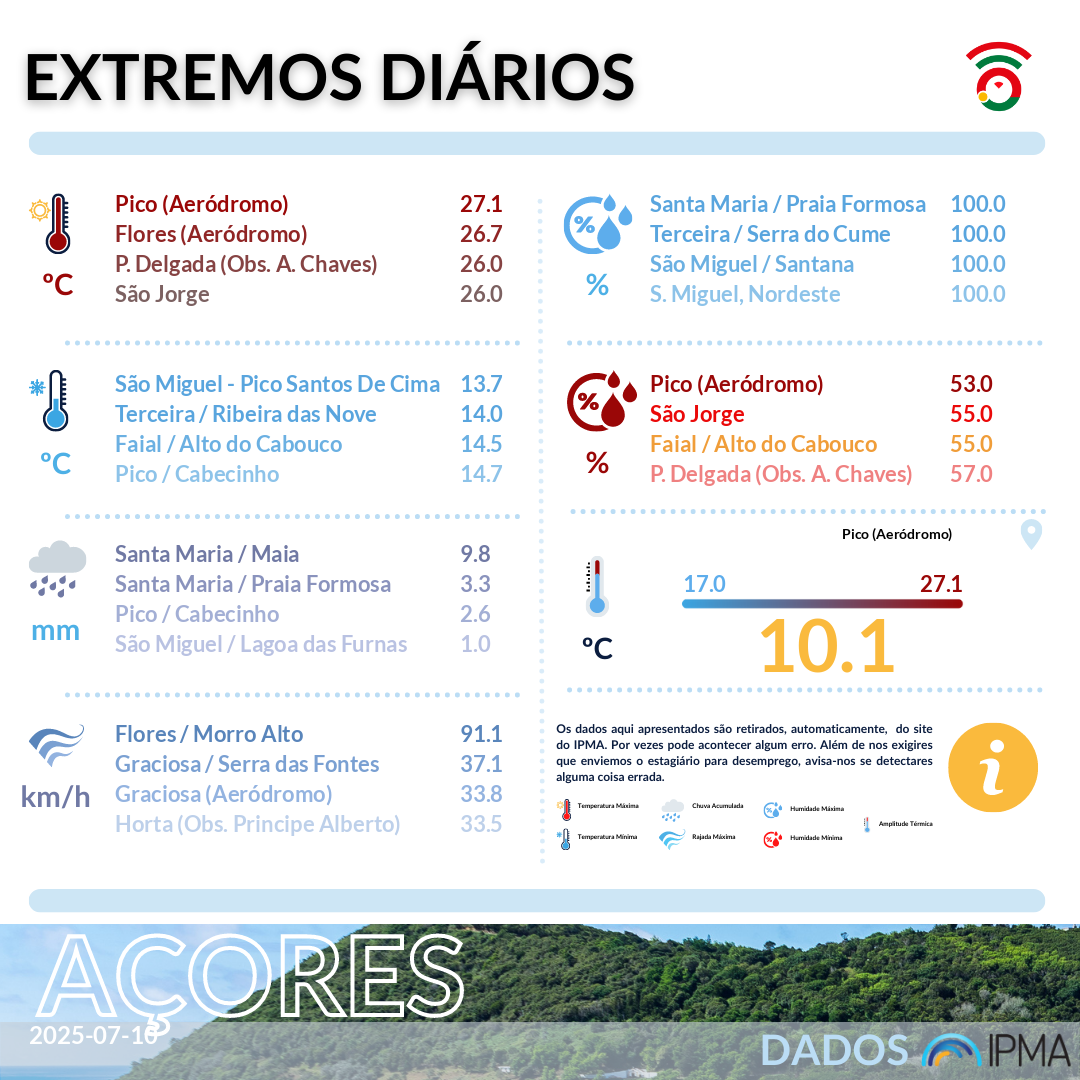 EXTREMOS DIÁRIOS
Pico (Aeródromo) 27.1
Flores (Aeródromo) 26.7
P. Delgada (Obs. A. Chaves) 26.0
São Jorge 26.0
ºC
São Miguel - Pico Santos De Cima 13.7
Terceira / Ribeira das Nove 14.0
Faial / Alto do Cabouco 14.5
Pico / Cabecinho 14.7
ºC
Santa Maria / Maia 9.8
Santa Maria / Praia Formosa 3.3
Pico / Cabecinho 2.6
São Miguel / Lagoa das Furnas 1.0
mm
Flores / Morro Alto 91.1
Graciosa / Serra das Fontes 37.1
Graciosa (Aeródromo) 33.8
Horta (Obs. Principe Alberto) 33.5
km/h
%
Santa Maria / Praia Formosa 100.0
Terceira / Serra do Cume 100.0
São Miguel / Santana 100.0
S. Miguel, Nordeste 100.0
%
%
Pico (Aeródromo) 53.0
São Jorge 55.0
Faial / Alto do Cabouco 55.0
P. Delgada (Obs. A. Chaves) 57.0
%
Pico (Aeródromo)
17.0 27.1
10.1
ºC
Os dados aqui apresentados são retirados, automaticamente, do site
do IPMA. Por vezes pode acontecer algum erro. Além de nos exigires
que enviemos o estagiário para desemprego, avisa-nos se detectares
alguma coisa errada.
i
Temperatura Máxima Chuva Acumulada Humidade Máxima
Amplitude Térmica
Temperatura Mínima Rajada Máxima Humidade Mínima
AÇORES
2025-07-10
DADOS IPMA